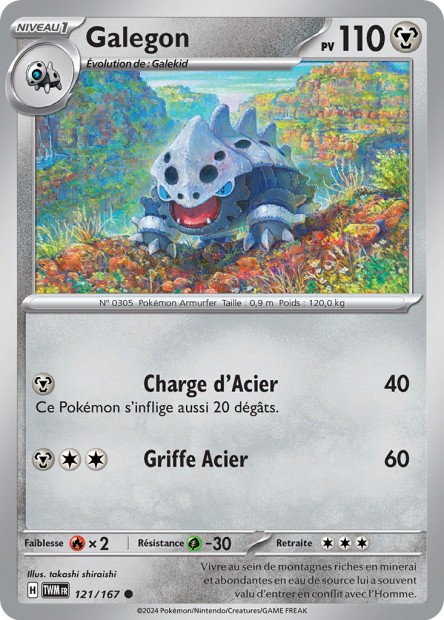 NIVEAU 1
Galegon
PV 110
Évolution de : Galekid
N° 0305 Pokémon Armurfer Taille : 0,9 m Poids : 120,0 kg
Charge d'Acier 40
Ce Pokémon s'inflige aussi 20 dégâts.
Griffe Acier 60
Faiblesse ×2 Résistance -30 Retraite
Illus. takashi shiraishi
Vivre au sein de montagnes riches en minerai
et abondantes en eau de source lui a souvent
valu d'entrer en conflit avec l'Homme.
H TWM FR 121/167
©2024 Pokémon/Nintendo/Creatures/GAME FREAK